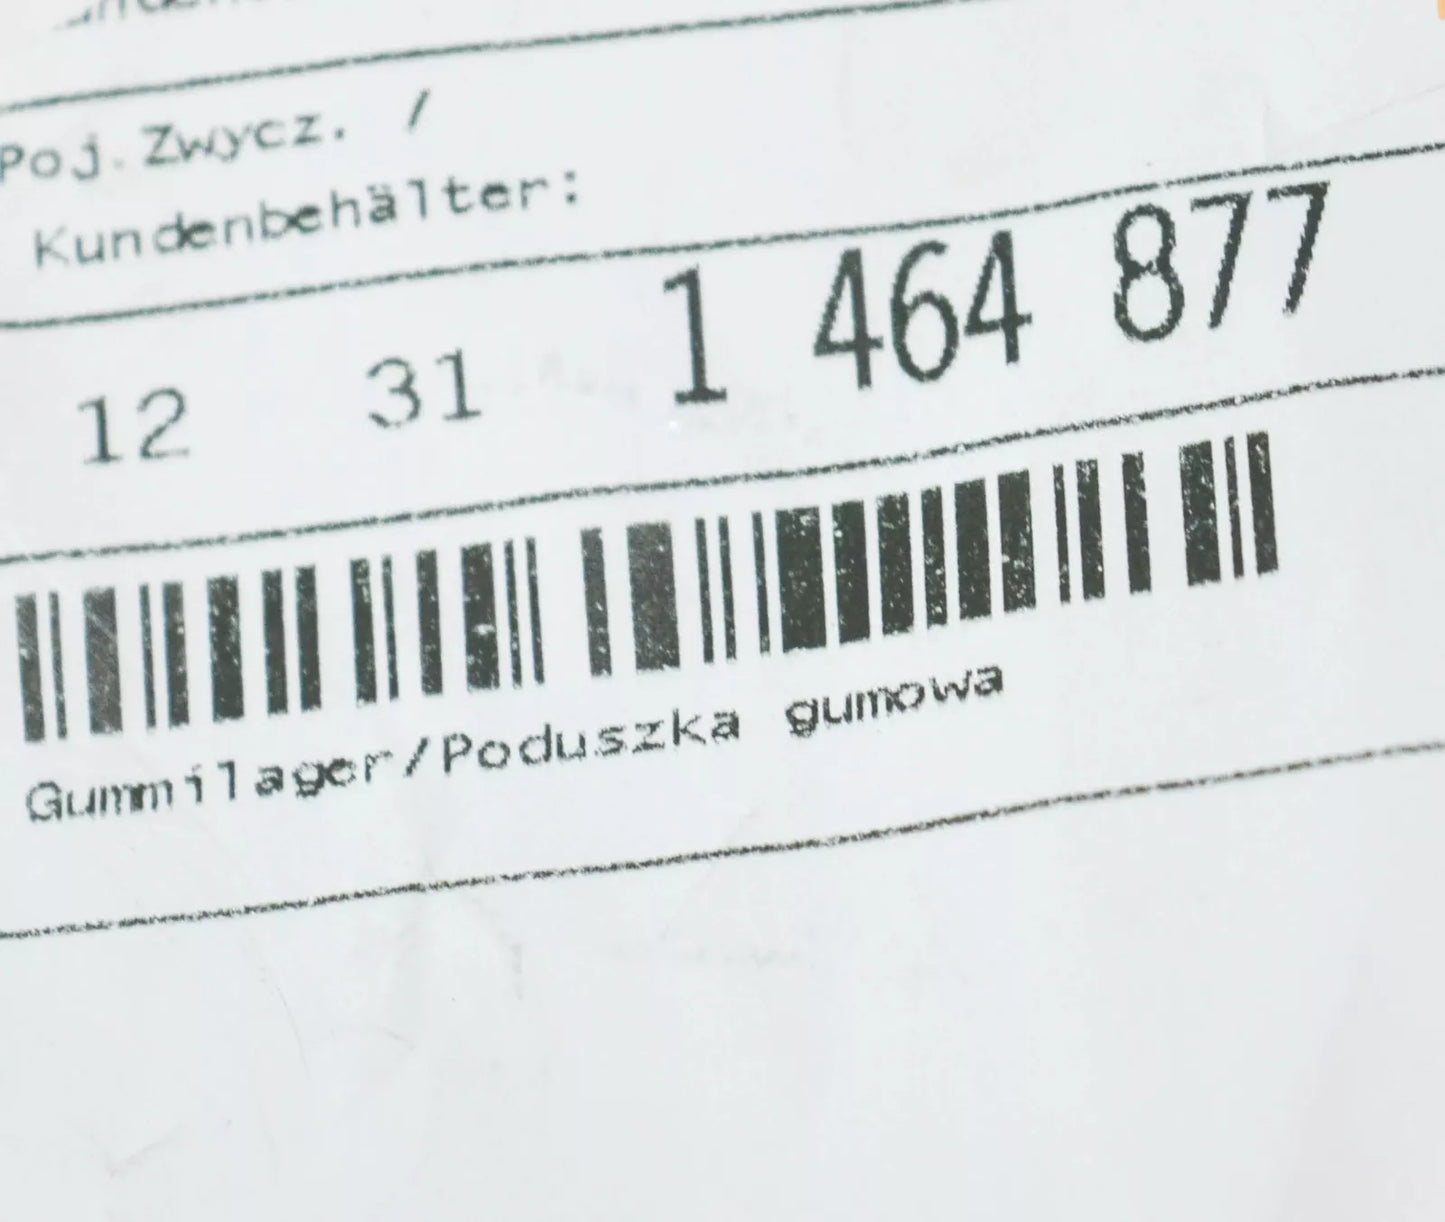 Poj.Zwycz. /
Kundenbehälter:
12 31 1 464 877
Gummilager/Poduszka gumowa